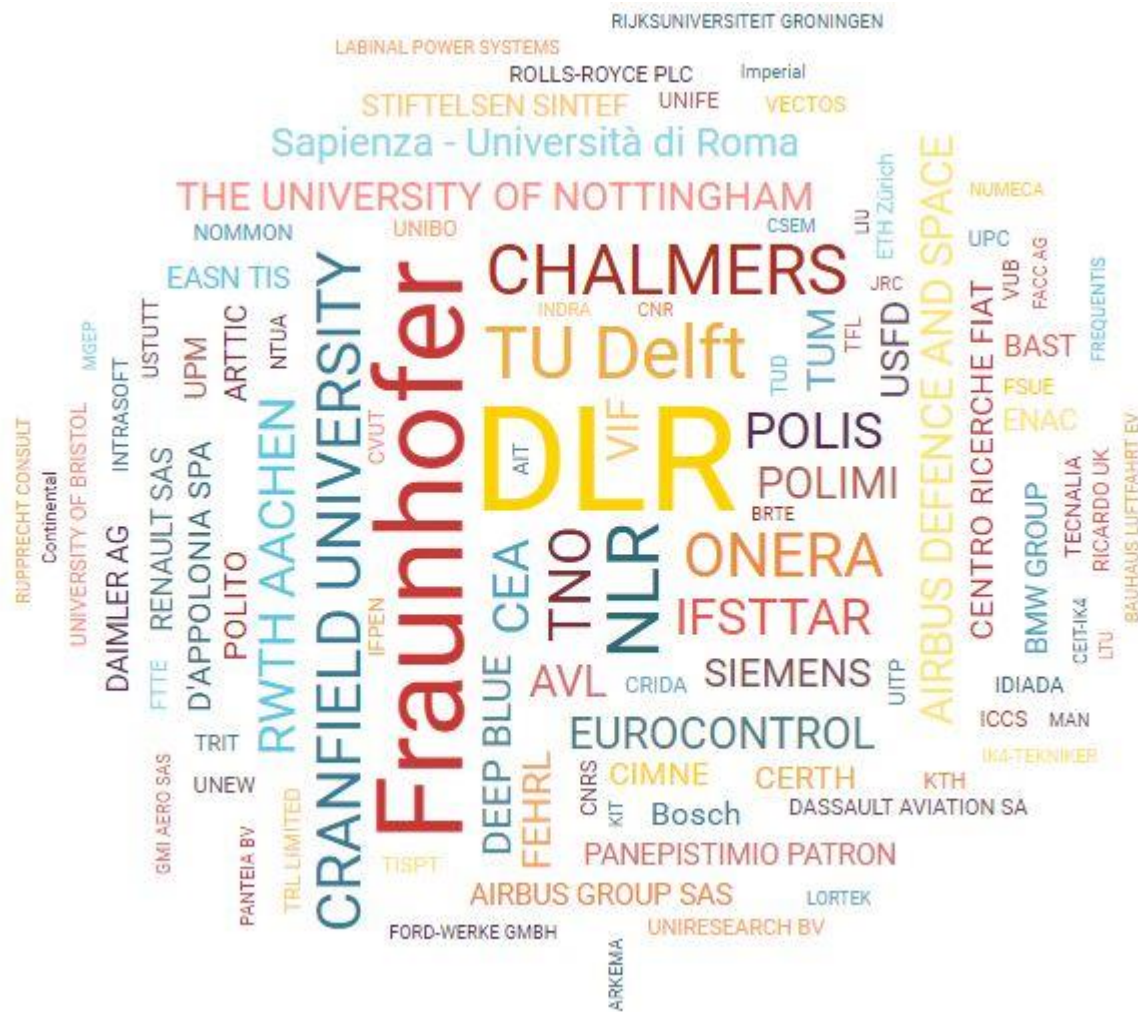 RIJKSUNIVERSITEIT GRONINGEN
LABINAL POWER SYSTEMS
ROLLS-ROYCE PLC
Imperial
STIFTELSEN SINTEF
UNIFE
VECTOS
Sapienza - Università di Roma
THE UNIVERSITY OF NOTTINGHAM
NOMMON
UNIBO
CSEM
LIU
ETH Zürich
AIRBUS DEFENCE AND SPACE
NUMECA
UPC
EASN TIS
CRANFIELD UNIVERSITY
Fraunhofer
CHALMERS
JRC
CENTRO RICERCHE FIAT
VUB
FACC AG
FREQUENTIS
MGEP
USTUTT
UPM
ARTTIC
NTUA
INDRA
CNR
TU Delft
TUD
TUM
TFL
USFD
BAST
FSUE
ENAC
RUPPRECHT CONSULT
Continental
UNIVERSITY OF BRISTOL
INTRASOFT
RENAULT SAS
D'APPOLONIA SPA
RWTH AACHEN
CVUT
DLR
AIT
VIF
POLIS
POLIMI
BRTE
BMW GROUP
TECNALIA
RICARDO UK
BAUHAUS LUFTFAHRT EV
DAIMLER AG
POLITO
IFPEN
CEA
TNO
NLR
ONERA
IFSTTAR
CEIT-IK4
LTU
FTTE
DEEP BLUE
AVL
CRIDA
SIEMENS
UITP
IDIADA
ICCS
MAN
TRIT
EUROCONTROL
IK4-TEKNIKER
GMI AERO SAS
UNEW
TRL LIMITED
FEHRL
CNRS
CIMNE
CERTH
KTH
KIT
Bosch
DASSAULT AVIATION SA
PANTEIA BV
TISPT
PANEPISTIMIO PATRON
AIRBUS GROUP SAS
LORTEK
FORD-WERKE GMBH
UNIRESEARCH BV
ARKEMA